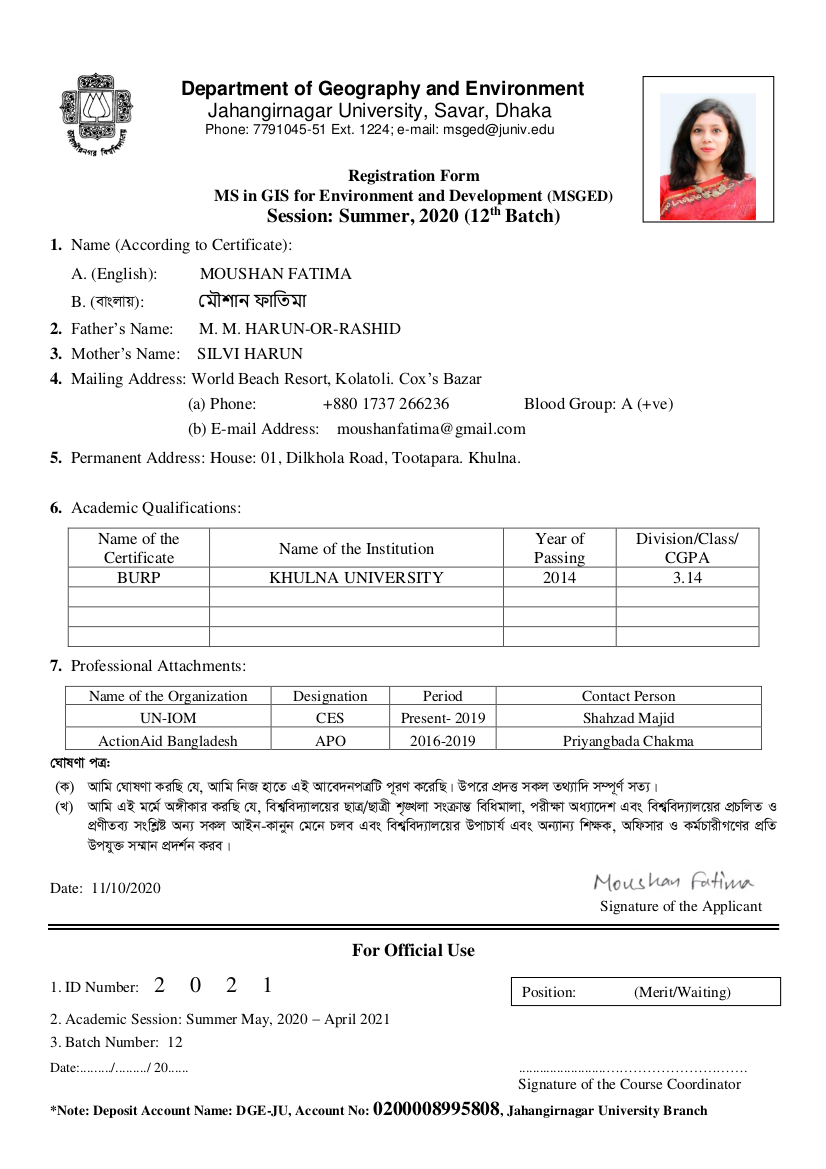 জাহাঙ্গীরনগর বিশ্ববিদ্যালয়
Department of Geography and Environment
Jahangirnagar University, Savar, Dhaka
Phone: 7791045-51 Ext. 1224; e-mail: msged@juniv.edu
Registration Form
MS in GIS for Environment and Development (MSGED)
Session: Summer, 2020 (12th Batch)
1. Name (According to Certificate):
A. (English): MOUSHAN FATIMA
B. (বাংলায়): মৌশান ফাতিমা
2. Father's Name: M. M. HARUN-OR-RASHID
3. Mother's Name: SILVI HARUN
4. Mailing Address: World Beach Resort, Kolatoli. Cox's Bazar
(a) Phone: +880 1737 266236 Blood Group: A (+ve)
(b) E-mail Address: moushanfatima@gmail.com
5. Permanent Address: House: 01, Dilkhola Road, Tootapara. Khulna.
6. Academic Qualifications:
Name of the Certificate Name of the Institution Year of Passing Division/Class/ CGPA
BURP KHULNA UNIVERSITY 2014 3.14
7. Professional Attachments:
Name of the Organization Designation Period Contact Person
UN-IOM CES Present- 2019 Shahzad Majid
ActionAid Bangladesh APO 2016-2019 Priyangbada Chakma
ঘোষণা পত্র:
(ক) আমি ঘোষণা করছি যে, আমি নিজ হাতে এই আবেদনপত্রটি পূরণ করেছি। উপরে প্রদত্ত সকল তথ্যাদি সম্পূর্ণ সত্য।
(খ) আমি এই মর্মে অঙ্গীকার করছি যে, বিশ্ববিদ্যালয়ের ছাত্র/ছাত্রী শৃঙ্খলা সংক্রান্ত বিধিমালা, পরীক্ষা অধ্যাদেশ এবং বিশ্ববিদ্যালয়ের প্রচলিত ও
প্রণীতব্য সংশ্লিষ্ট অন্য সকল আইন-কানুন মেনে চলব এবং বিশ্ববিদ্যালয়ের উপাচার্য এবং অন্যান্য শিক্ষক, অফিসার ও কর্মচারীগণের প্রতি
উপযুক্ত সম্মান প্রদর্শন করব।
Date: 11/10/2020
Moushan Fatima
Signature of the Applicant
For Official Use
1. ID Number: 2 0 2 1
Position: (Merit/Waiting)
2. Academic Session: Summer May, 2020 – April 2021
3. Batch Number: 12
Date:........./........./ 20......
Signature of the Course Coordinator
*Note: Deposit Account Name: DGE-JU, Account No: 0200008995808, Jahangirnagar University Branch